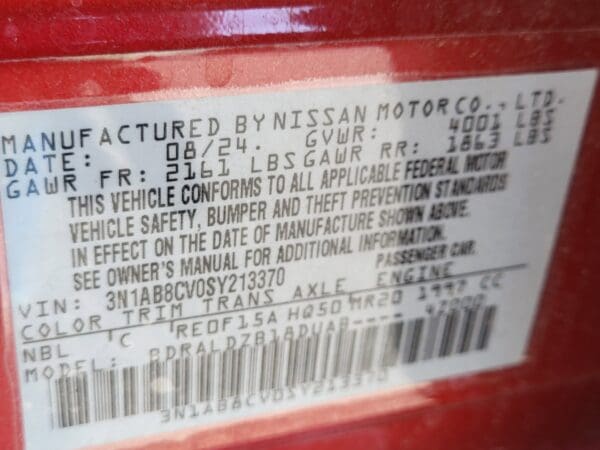 MANUFACTURED BY NISSAN MOTOR CO., LTD.
DATE: 08/24. GVWR: 4001 LBS
GAWR FR: 2161 LBS GAWR RR: 1863 LBS
THIS VEHICLE CONFORMS TO ALL APPLICABLE FEDERAL MOTOR
VEHICLE SAFETY, BUMPER AND THEFT PREVENTION STANDARDS
IN EFFECT ON THE DATE OF MANUFACTURE SHOWN ABOVE.
SEE OWNER'S MANUAL FOR ADDITIONAL INFORMATION.
VIN: 3N1AB8CV0SY213370 PASSENGER CAR
COLOR TRIM TRANS AXLE ENGINE
NBL C RE0F15A HQ50 MR20 1997 CC
MODEL: BDRALDZB18DUAB---- 47000
3N1AB8CV0SY213370